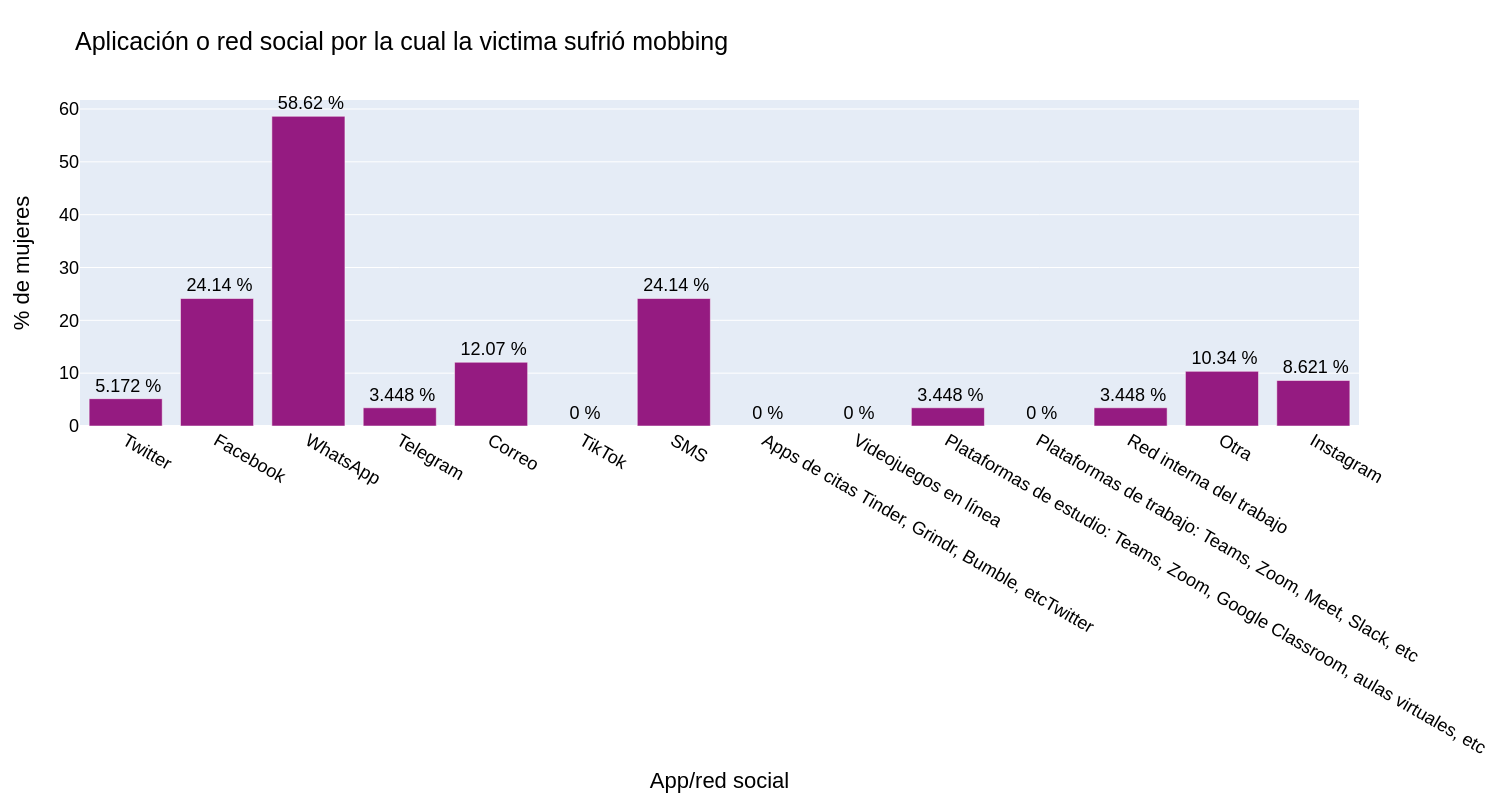 Aplicación o red social por la cual la victima sufrió mobbing
% de mujeres
60
50
40
30
20
10
0
5.172 %
24.14 %
58.62 %
3.448 %
12.07 %
0 %
24.14 %
0 %
0 %
3.448 %
0 %
3.448 %
10.34 %
8.621 %
Twitter
Facebook
WhatsApp
Telegram
Correo
TikTok
SMS
Apps de citas Tinder, Grindr, Bumble, etcTwitter
Videojuegos en línea
Plataformas de estudio: Teams, Zoom, Google Classroom, aulas virtuales, etc
Plataformas de trabajo: Teams, Zoom, Meet, Slack, etc
Red interna del trabajo
Otra
Instagram
App/red social